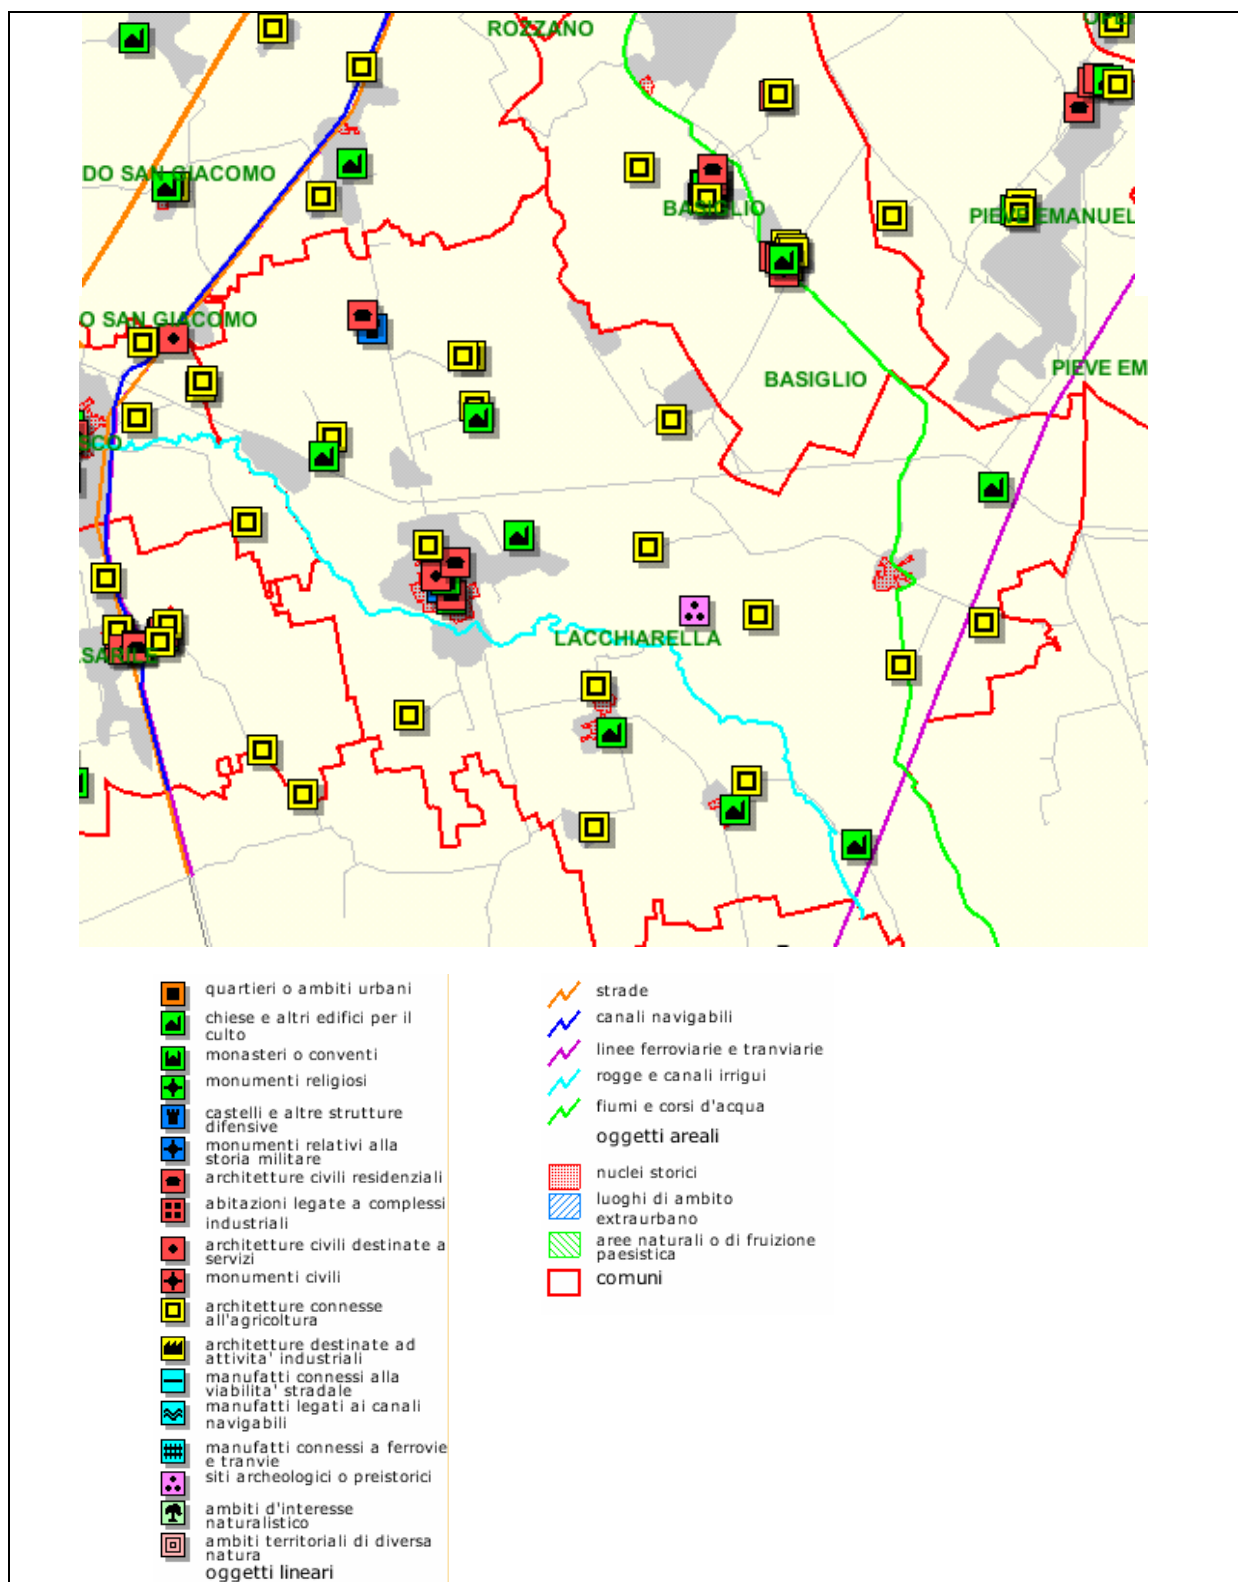 OPER
ROZZANO
DO SAN GIACOMO
BASIGLIO
PIEVE EMANUEL
O SAN GIACOMO
PIEVE EM
BASIGLIO
SCO
LACCHIARELLA
SARILE
quartieri o ambiti urbani
chiese e altri edifici per il
culto
monasteri o conventi
monumenti religiosi
castelli e altre strutture
difensive
monumenti relativi alla
storia militare
architetture civili residenziali
abitazioni legate a complessi
industriali
architetture civili destinate a
servizi
monumenti civili
architetture connesse
all'agricoltura
architetture destinate ad
attivita' industriali
manufatti connessi alla
viabilita' stradale
manufatti legati ai canali
navigabili
manufatti connessi a ferrovie
e tranvie
siti archeologici o preistorici
ambiti d'interesse
naturalistico
ambiti territoriali di diversa
natura
oggetti lineari
strade
canali navigabili
linee ferroviarie e tranviarie
rogge e canali irrigui
fiumi e corsi d'acqua
oggetti areali
nuclei storici
luoghi di ambito
extraurbano
aree naturali o di fruizione
paesistica
comuni